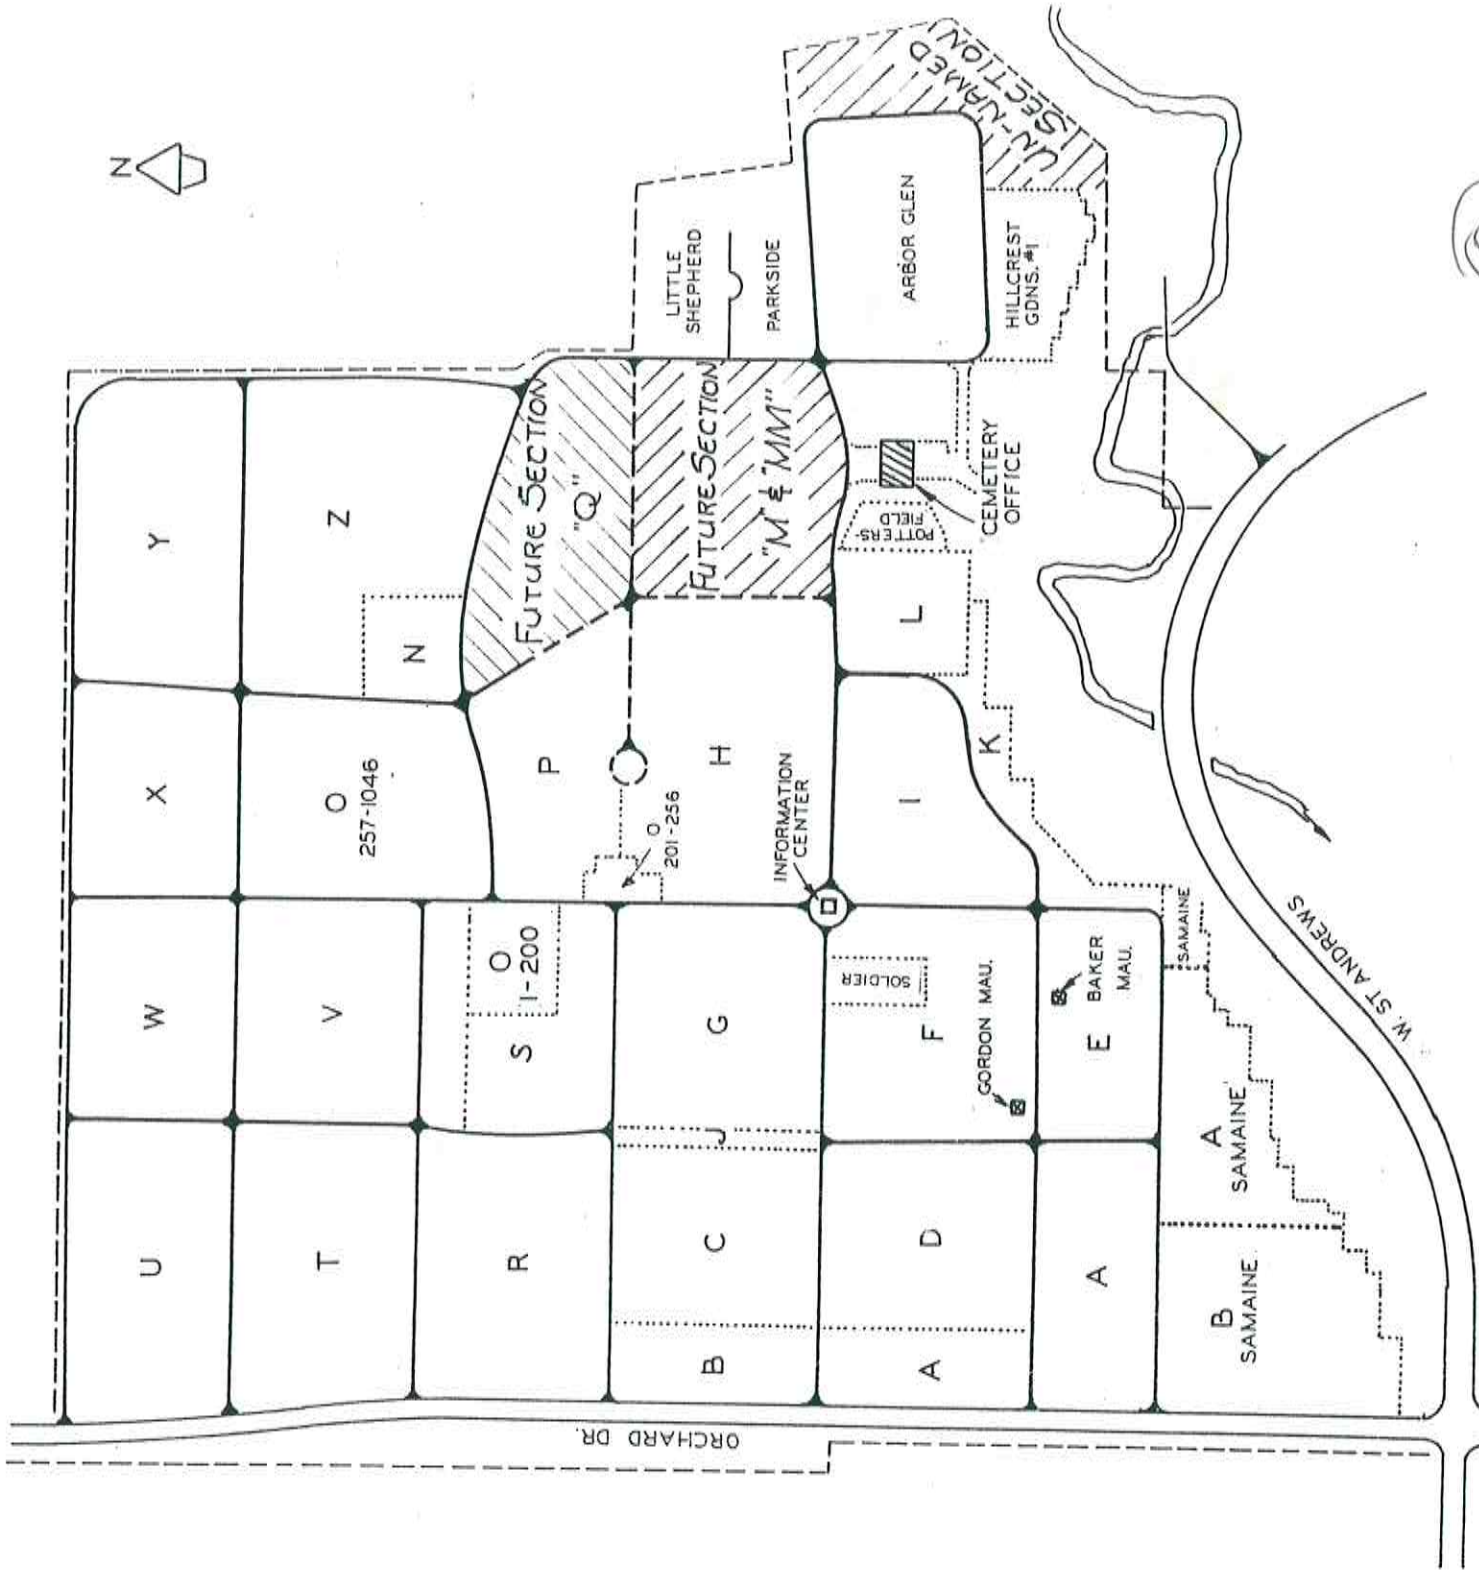 N
Y
Z
N
X
O
257-1046
W
V
O
1-200
S
U
T
R
FUTURE SECTION
"Q"
FUTURE SECTION
"M" & "MM"
LITTLE
SHEPHERD
PARKSIDE
ARBOR GLEN
UN-NAMED
(SECTION)
HILLCREST
GDNS. #1
P
H
O
201-256
INFORMATION
CENTER
G
J
C
B
CEMETERY
OFFICE
POTTERS-
FIELD
L
K
I
SOLDIER
F
GORDON MAU.
D
A
BAKER
MAU.
E
A
SAMAINE
A
SAMAINE
B
SAMAINE
ORCHARD DR.
W. ST ANDREWS